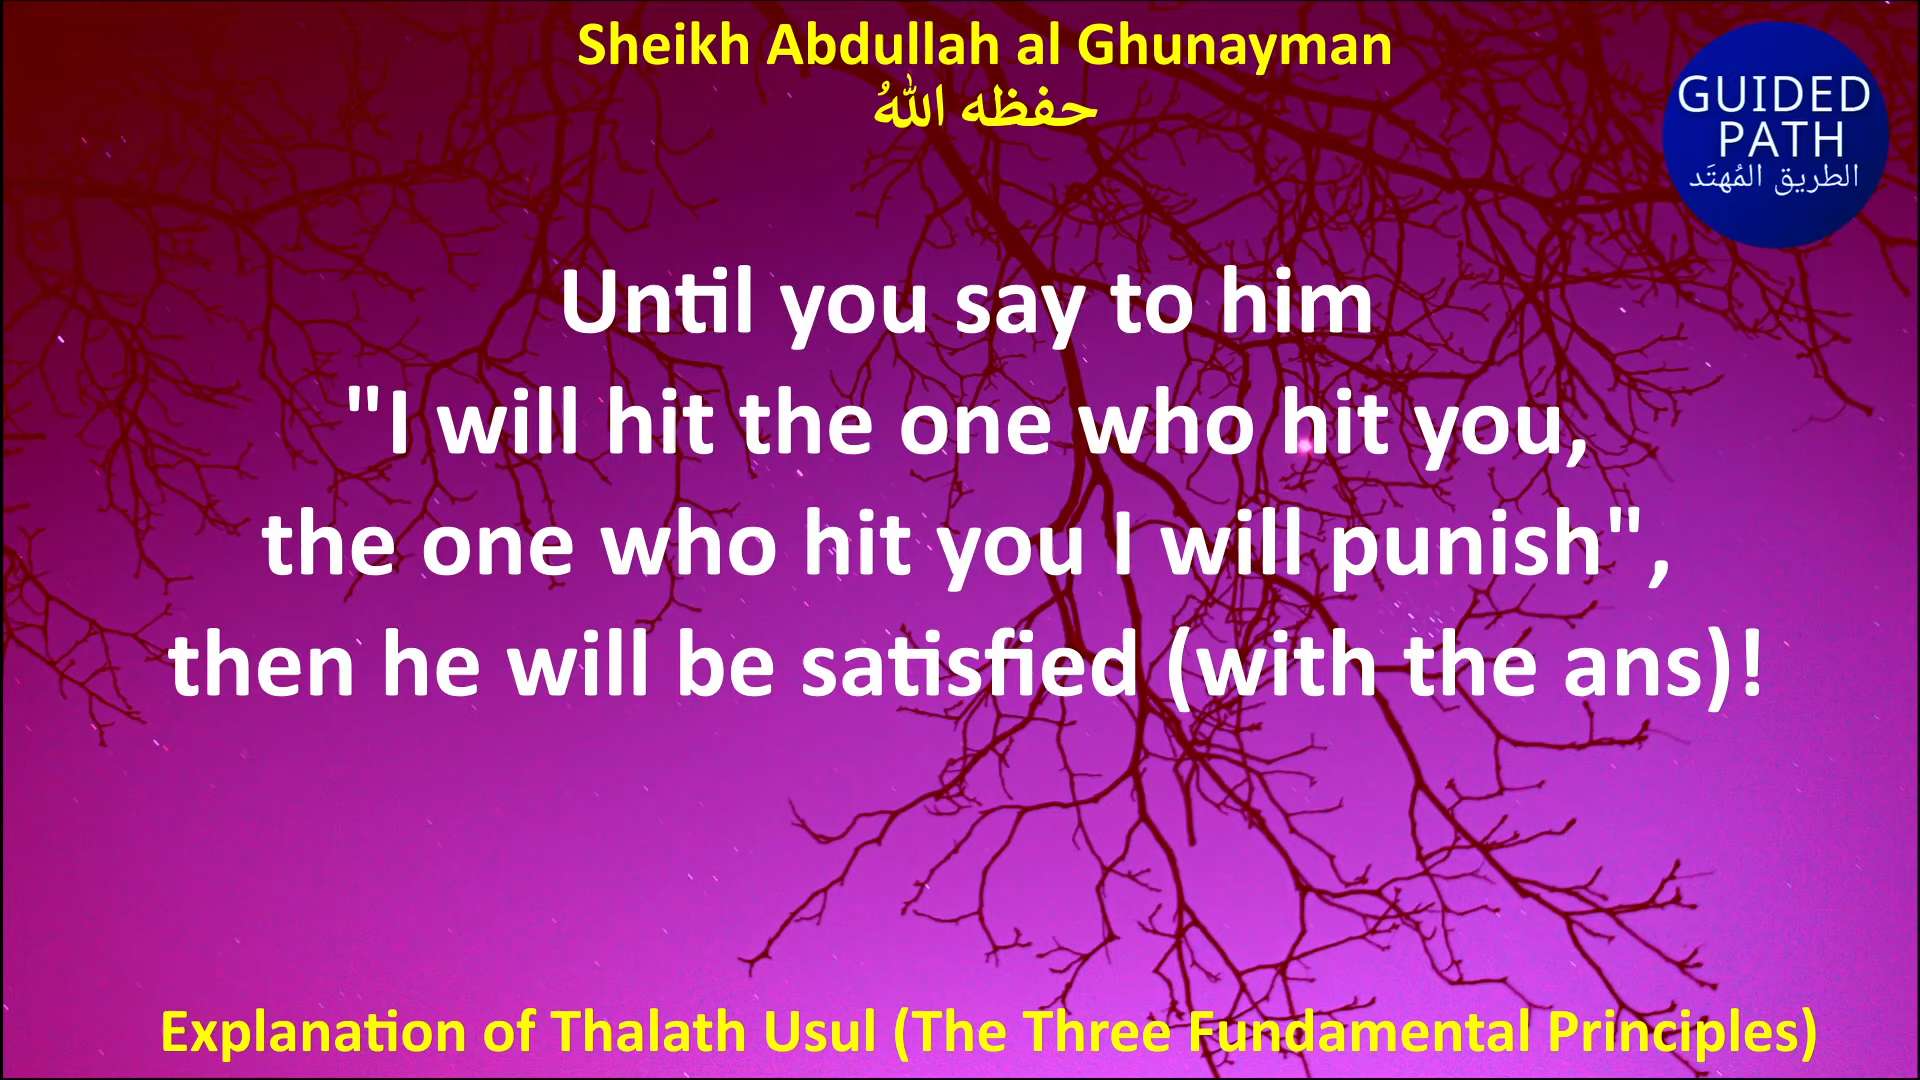 Sheikh Abdullah al Ghunayman
حفظه اللهُ
GUIDED
PATH
الطريق المُهتَد
Until you say to him
"I will hit the one who hit you,
the one who hit you I will punish",
then he will be satisfied (with the ans)!
Explanation of Thalath Usul (The Three Fundamental Principles)